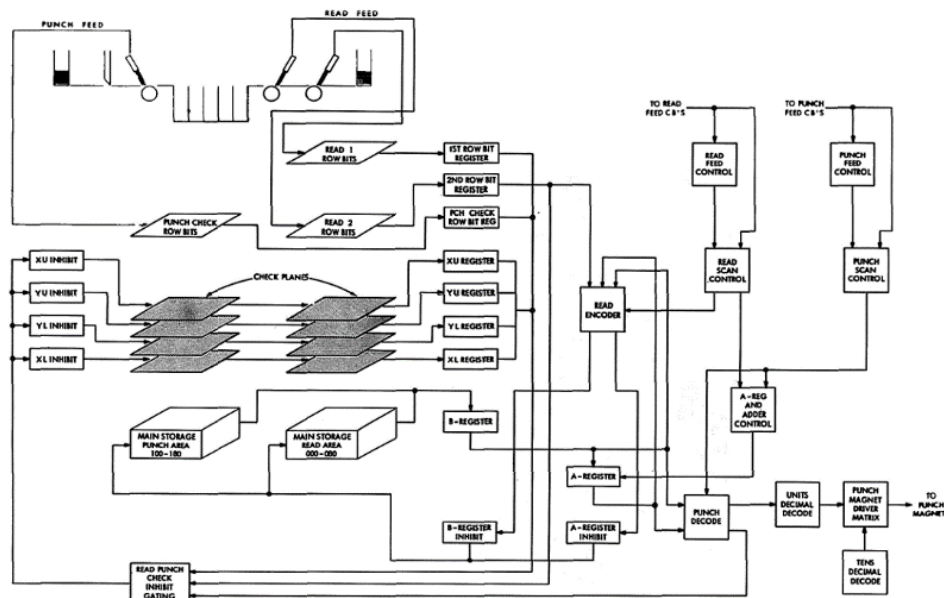 PUNCH FEED
READ FEED
READ 1
ROW BITS
1ST ROW BIT
REGISTER
2ND ROW BIT
REGISTER
PUNCH CHECK
ROW BITS
READ 2
ROW BITS
PCH CHECK
ROW BIT REG
TO READ
FEED CB'S
TO PUNCH
FEED CB'S
READ
FEED
CONTROL
PUNCH
FEED
CONTROL
READ
SCAN
CONTROL
PUNCH
SCAN
CONTROL
XU INHIBIT
YU INHIBIT
YL INHIBIT
XL INHIBIT
CHECK PLANES
XU REGISTER
YU REGISTER
YL REGISTER
XL REGISTER
READ
ENCODER
A-REG
AND
ADDER
CONTROL
MAIN STORAGE
PUNCH AREA
100-180
MAIN STORAGE
READ AREA
000-080
B-REGISTER
A-REGISTER
B-REGISTER
INHIBIT
A-REGISTER
INHIBIT
PUNCH
DECODE
UNITS
DECIMAL
DECODE
PUNCH
MAGNET
DRIVER
MATRIX
TO
PUNCH
MAGNET
TENS
DECIMAL
DECODE
READ PUNCH
CHECK
INHIBIT
GATING